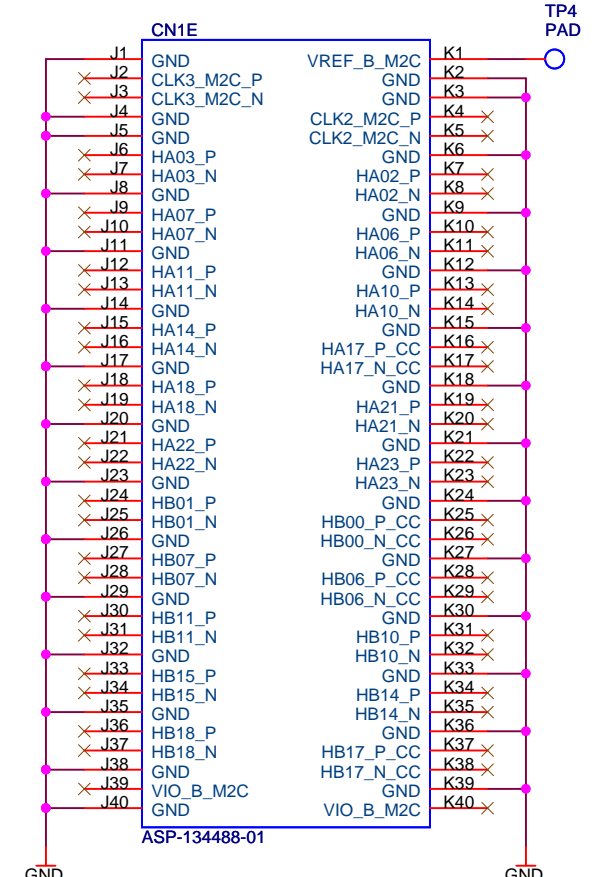 TP4
PAD
CN1E
J1 GND VREF_B_M2C K1
J2 CLK3_M2C_P GND K2
J3 CLK3_M2C_N GND K3
J4 GND CLK2_M2C_P K4
J5 GND CLK2_M2C_N K5
J6 HA03_P GND K6
J7 HA03_N HA02_P K7
J8 GND HA02_N K8
J9 HA07_P GND K9
J10 HA07_N HA06_P K10
J11 GND HA06_N K11
J12 HA11_P GND K12
J13 HA11_N HA10_P K13
J14 GND HA10_N K14
J15 HA14_P GND K15
J16 HA14_N HA17_P_CC K16
J17 GND HA17_N_CC K17
J18 HA18_P GND K18
J19 HA18_N HA21_P K19
J20 GND HA21_N K20
J21 HA22_P GND K21
J22 HA22_N HA23_P K22
J23 GND HA23_N K23
J24 HB01_P GND K24
J25 HB01_N HB00_P_CC K25
J26 GND HB00_N_CC K26
J27 HB07_P GND K27
J28 HB07_N HB06_P_CC K28
J29 GND HB06_N_CC K29
J30 HB11_P GND K30
J31 HB11_N HB10_P K31
J32 GND HB10_N K32
J33 HB15_P GND K33
J34 HB15_N HB14_P K34
J35 GND HB14_N K35
J36 HB18_P GND K36
J37 HB18_N HB17_P_CC K37
J38 GND HB17_N_CC K38
J39 VIO_B_M2C GND K39
J40 GND VIO_B_M2C K40
ASP-134488-01
GND GND